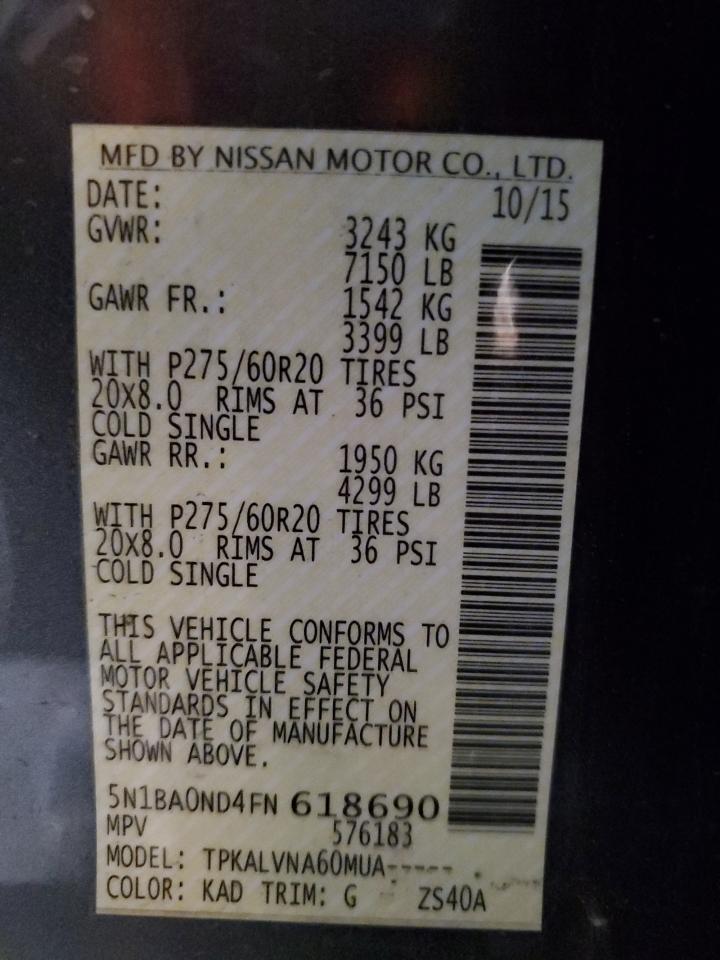 MFD BY NISSAN MOTOR CO., LTD.
DATE: 10/15
GVWR: 3243 KG
7150 LB
GAWR FR.: 1542 KG
3399 LB
WITH P275/60R20 TIRES
20X8.0 RIMS AT 36 PSI
COLD SINGLE
GAWR RR.: 1950 KG
4299 LB
WITH P275/60R20 TIRES
20X8.0 RIMS AT 36 PSI
COLD SINGLE
THIS VEHICLE CONFORMS TO
ALL APPLICABLE FEDERAL
MOTOR VEHICLE SAFETY
STANDARDS IN EFFECT ON
THE DATE OF MANUFACTURE
SHOWN ABOVE.
5N1BA0ND4FN 618690
MPV 576183
MODEL: TPKALVNA60MUA-----
COLOR: KAD TRIM: G ZS40A